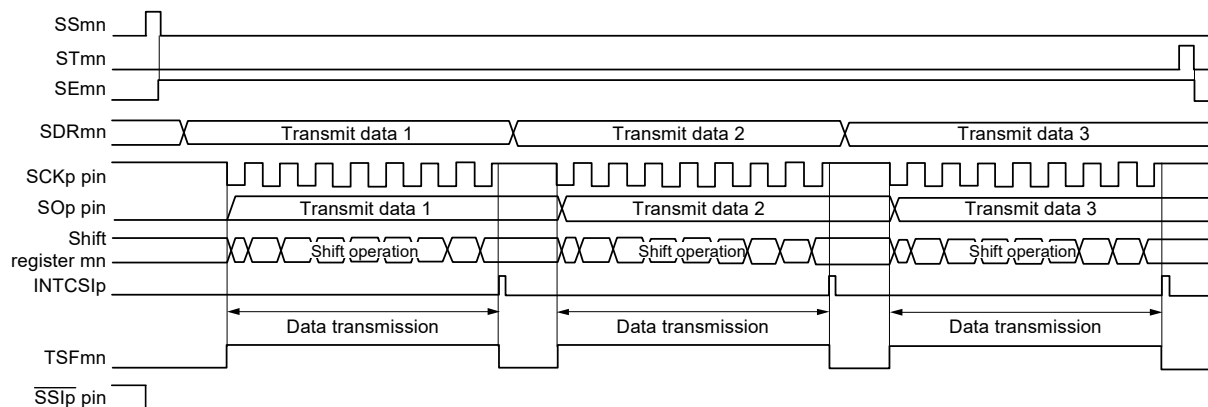 SSmn
STmn
SEmn
SDRmn Transmit data 1 Transmit data 2 Transmit data 3
SCKp pin
SOp pin Transmit data 1 Transmit data 2 Transmit data 3
Shift
register mn Shift operation Shift operation Shift operation
INTCSIp
Data transmission Data transmission Data transmission
TSFmn
SSIp pin